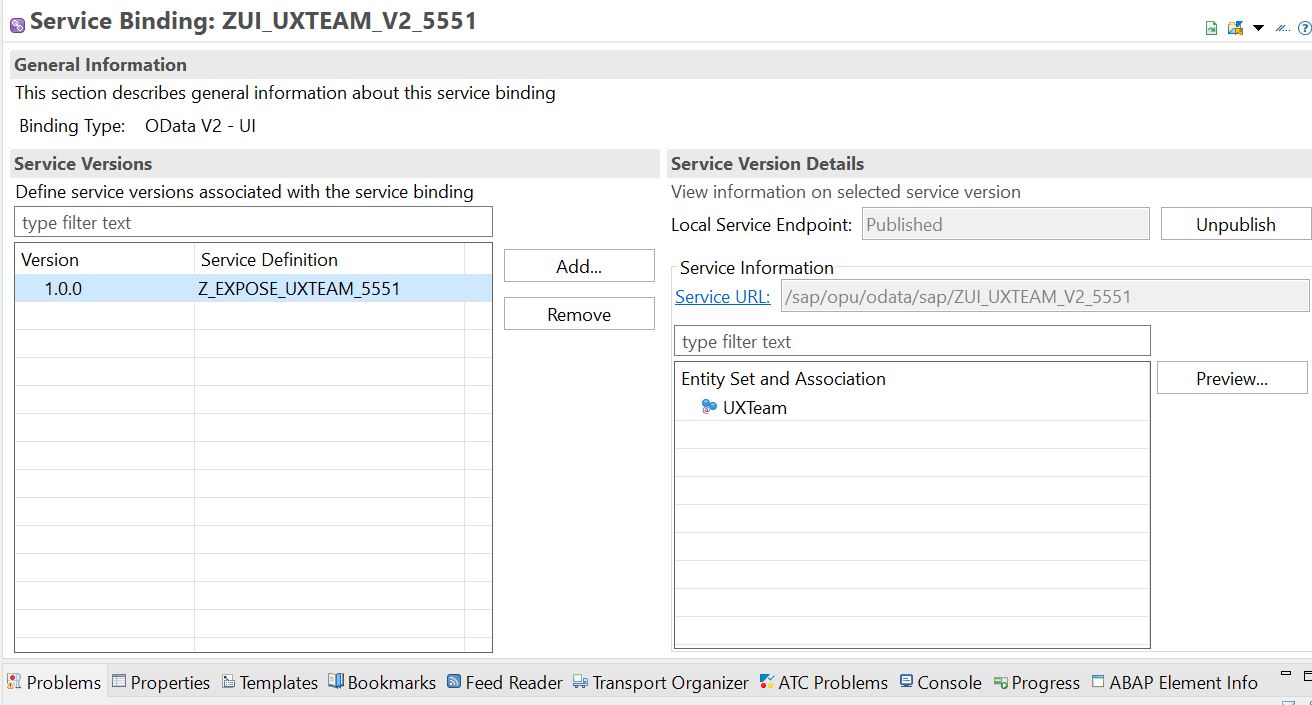 Service Binding: ZUI_UXTEAM_V2_5551
General Information
This section describes general information about this service binding
Binding Type: OData V2 - UI
Service Versions
Define service versions associated with the service binding
type filter text
Version Service Definition
1.0.0 Z_EXPOSE_UXTEAM_5551
Add...
Remove
Service Version Details
View information on selected service version
Local Service Endpoint: Published Unpublish
Service Information
Service URL: /sap/opu/odata/sap/ZUI_UXTEAM_V2_5551
type filter text
Entity Set and Association
UXTeam
Preview...
Problems Properties Templates Bookmarks Feed Reader Transport Organizer ATC Problems Console Progress ABAP Element Info